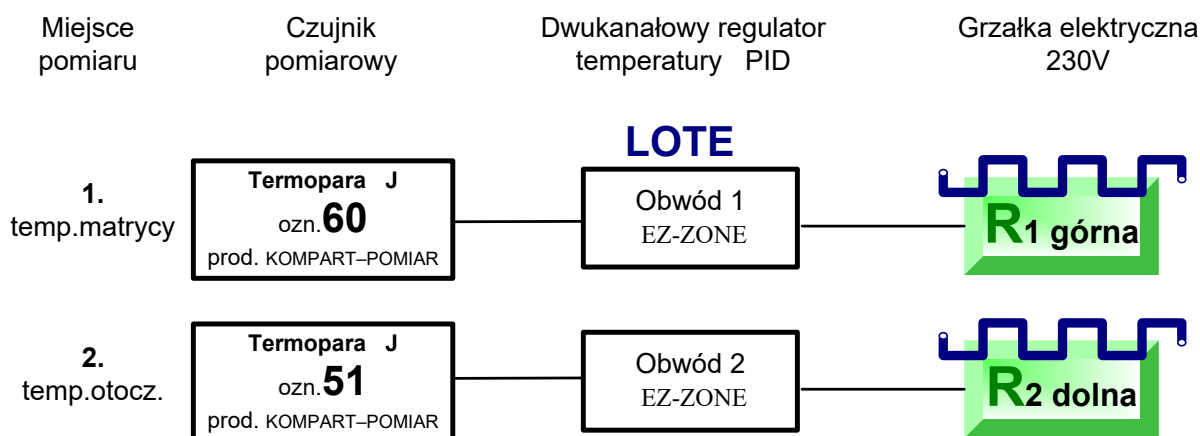 Miejsce
pomiaru
Czujnik
pomiarowy
Dwukanałowy regulator
temperatury PID
Grzałka elektryczna
230V
LOTE
1.
temp.matrycy
Termopara J
ozn.60
prod. KOMPART–POMIAR
Obwód 1
EZ-ZONE
R1 górna
2.
temp.otocz.
Termopara J
ozn.51
prod. KOMPART–POMIAR
Obwód 2
EZ-ZONE
R2 dolna